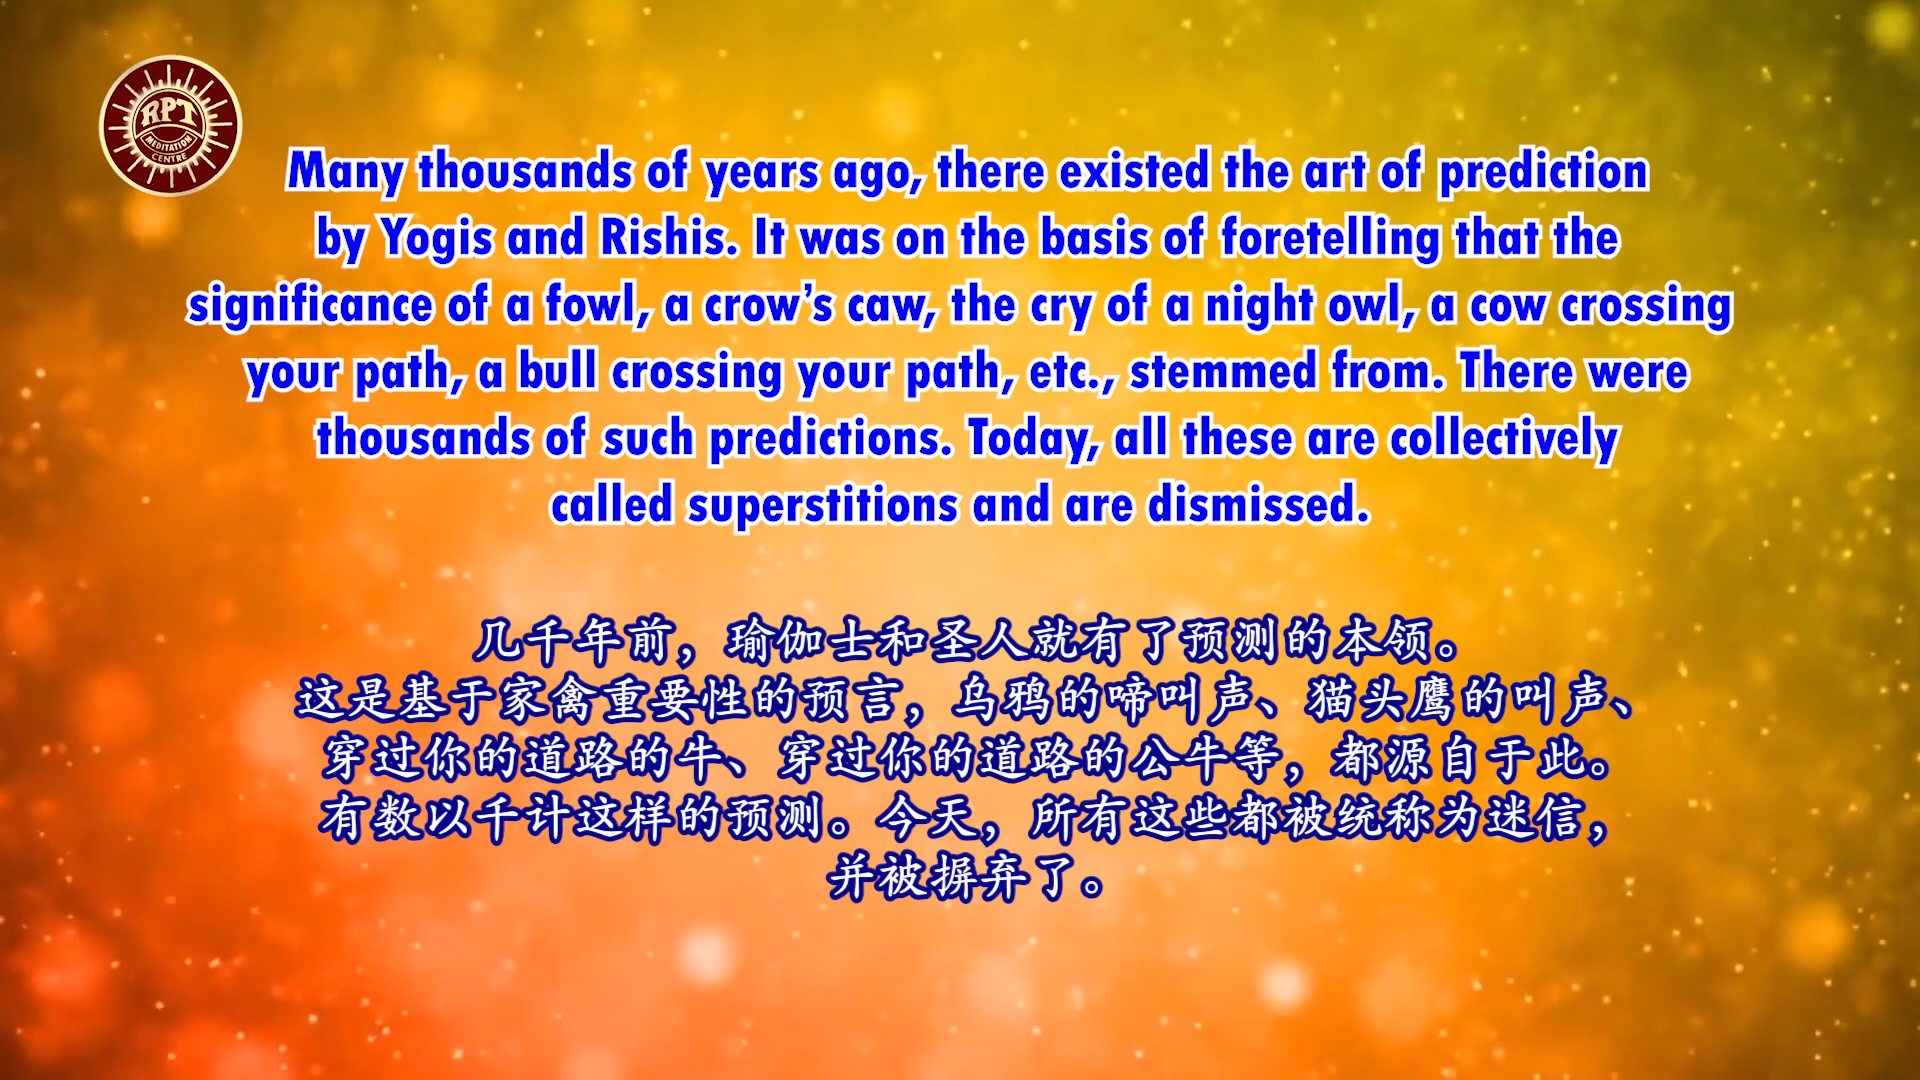 RPT
MEDITATION
CENTRE
Many thousands of years ago, there existed the art of prediction
by Yogis and Rishis. It was on the basis of foretelling that the
significance of a fowl, a crow’s caw, the cry of a night owl, a cow crossing
your path, a bull crossing your path, etc., stemmed from. There were
thousands of such predictions. Today, all these are collectively
called superstitions and are dismissed.
几千年前，瑜伽士和圣人就有了预测的本领。
这是基于家禽重要性的预言，乌鸦的啼叫声、猫头鹰的叫声、
穿过你的道路的牛、穿过你的道路的公牛等，都源自于此。
有数以千计这样的预测。今天，所有这些都被统称为迷信，
并被摒弃了。